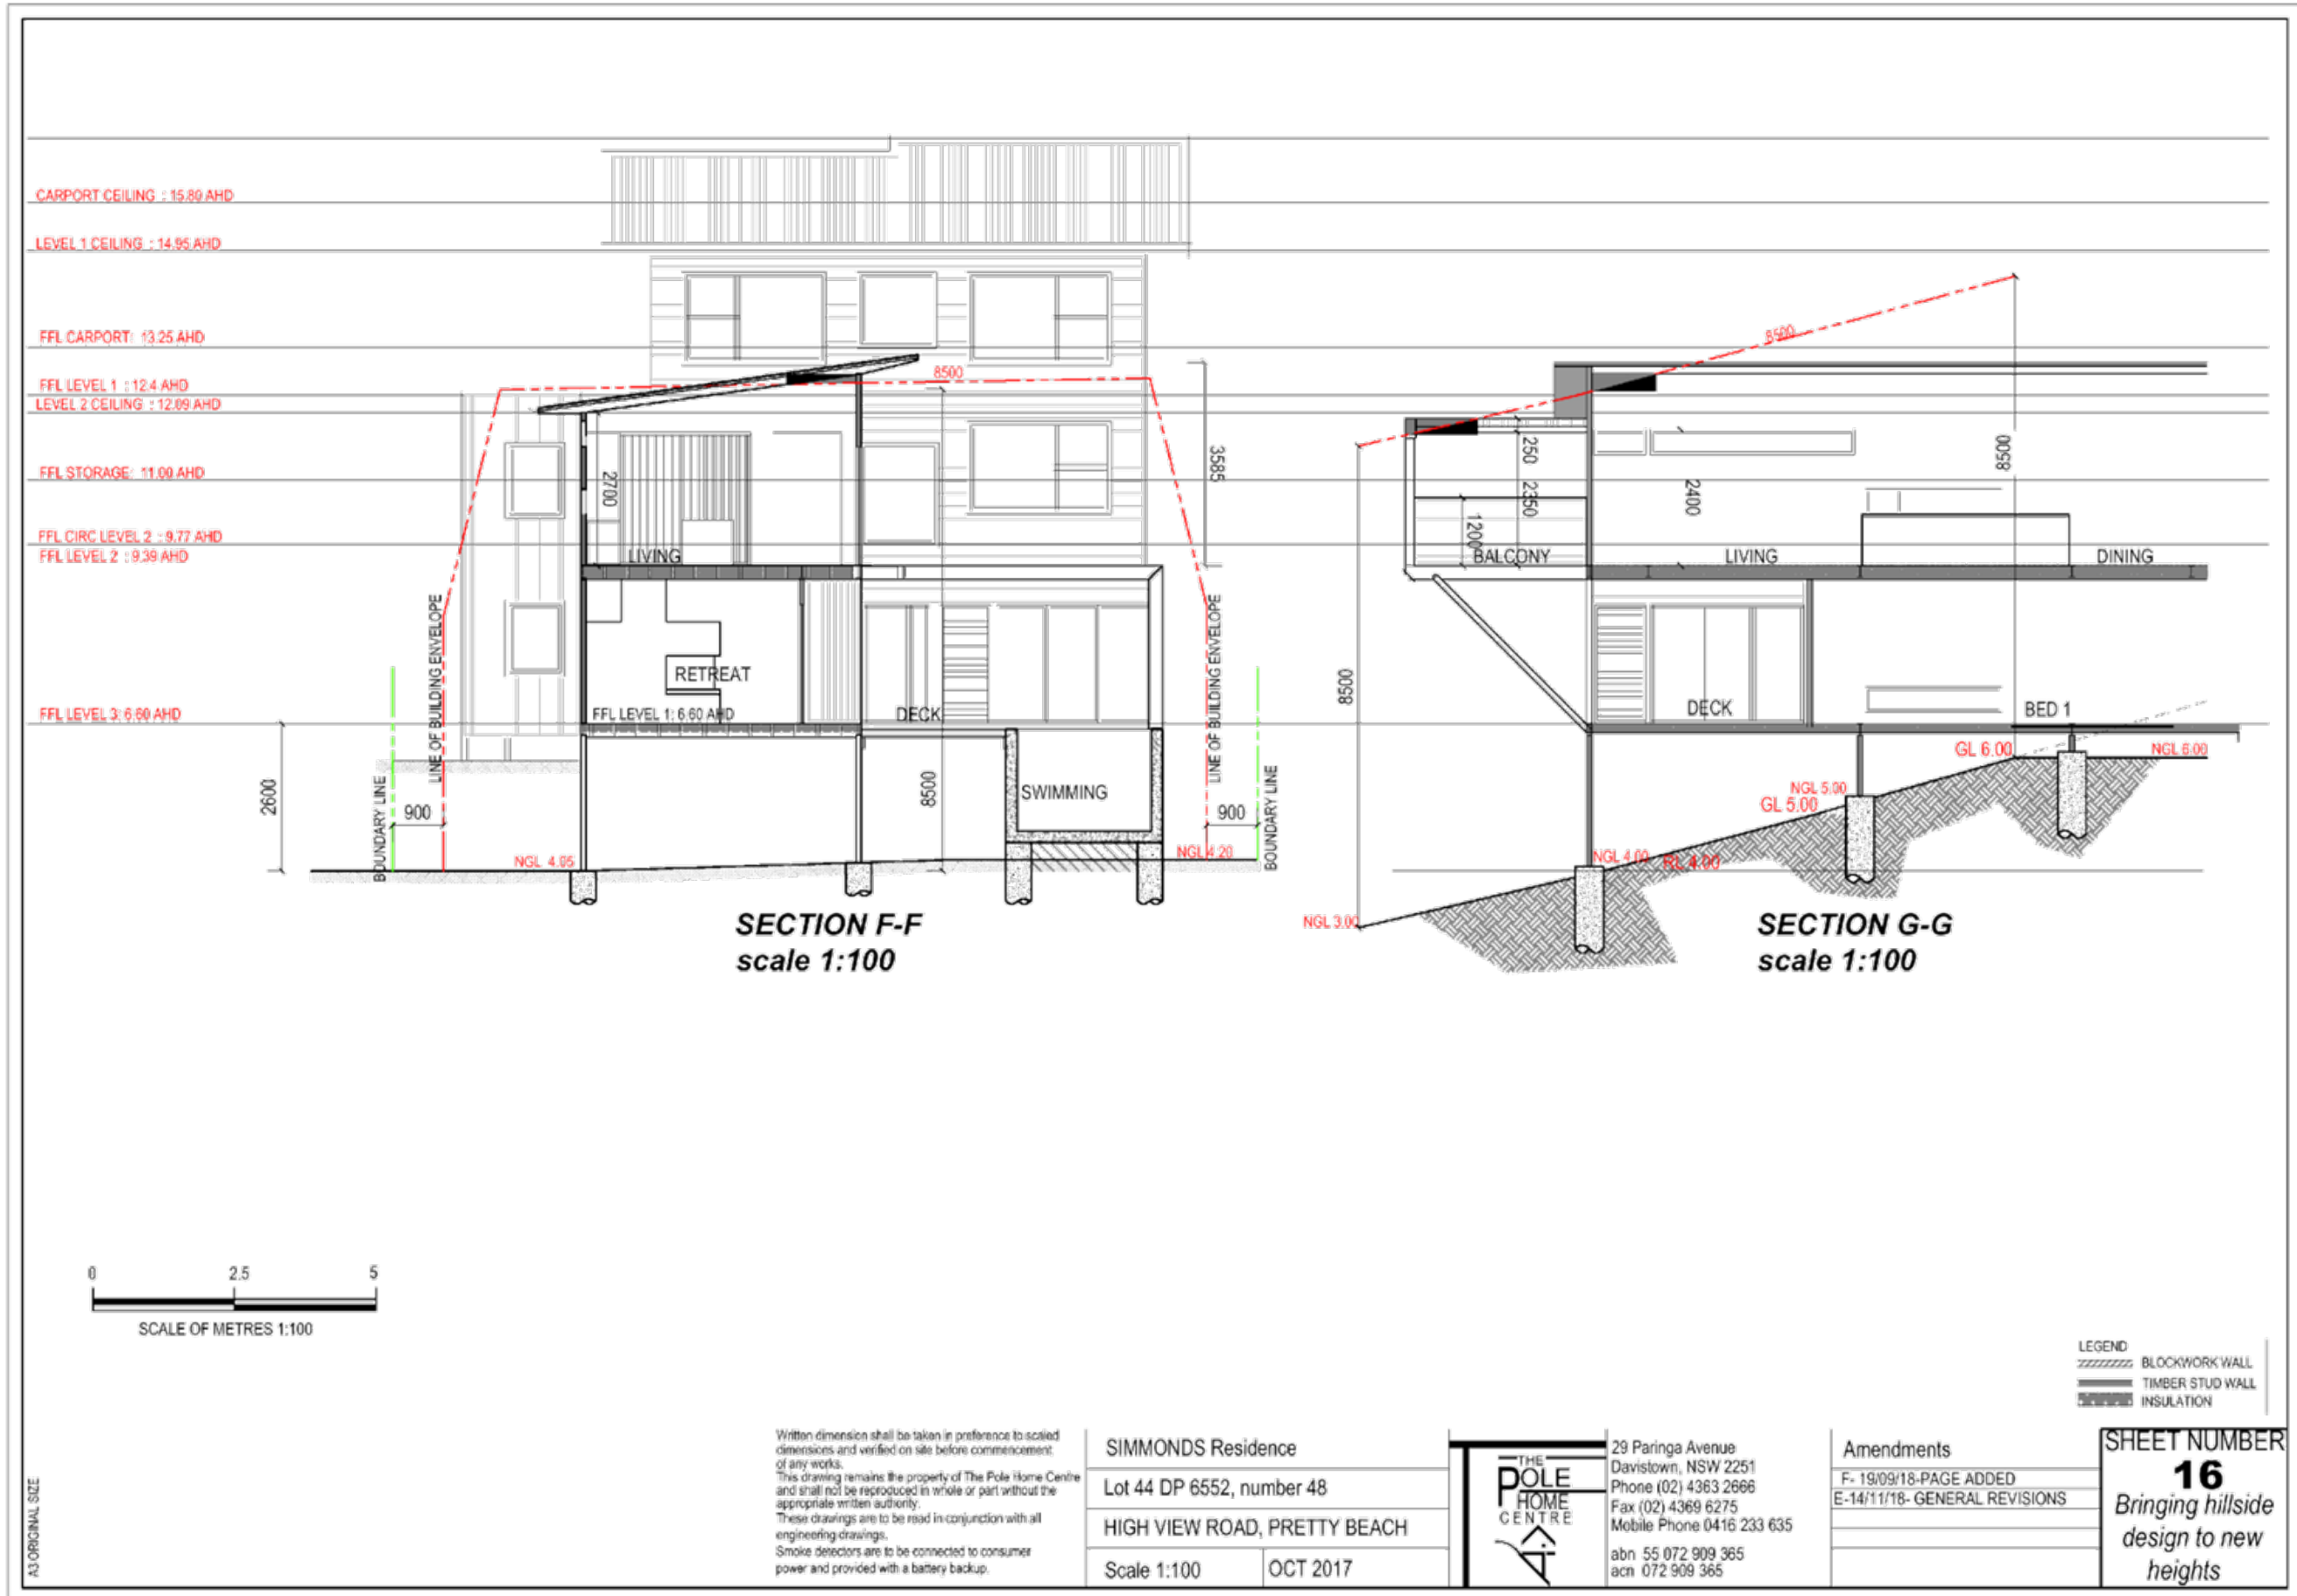 CARPORT CEILING : 15.80 AHD
LEVEL 1 CEILING : 14.95 AHD
FFL CARPORT: 13.25 AHD
FFL LEVEL 1 : 12.4 AHD
LEVEL 2 CEILING : 12.09 AHD
FFL STORAGE: 11.00 AHD
FFL CIRC LEVEL 2 : 9.77 AHD
FFL LEVEL 2 : 9.39 AHD
FFL LEVEL 3: 6.60 AHD
8500
3585
2700
LIVING
LINE OF BUILDING ENVELOPE
RETREAT
FFL LEVEL 1: 6.60 AHD
DECK
LINE OF BUILDING ENVELOPE
2600
BOUNDARY LINE
900
8500
SWIMMING
900
BOUNDARY LINE
NGL 4.05
NGL 4.20
SECTION F-F
scale 1:100
8500
8500
250
2350
2400
1200
BALCONY
LIVING
DINING
8500
DECK
BED 1
GL 6.00
NGL 6.00
NGL 5.00
GL 5.00
NGL 4.00
RL 4.00
NGL 3.00
SECTION G-G
scale 1:100
0 2.5 5
SCALE OF METRES 1:100
LEGEND
BLOCKWORK WALL
TIMBER STUD WALL
INSULATION
A3 ORIGINAL SIZE
Written dimension shall be taken in preference to scaled
dimensions and verified on site before commencement
of any works.
This drawing remains the property of The Pole Home Centre
and shall not be reproduced in whole or part without the
appropriate written authority.
These drawings are to be read in conjunction with all
engineering drawings.
Smoke detectors are to be connected to consumer
power and provided with a battery backup.
SIMMONDS Residence
Lot 44 DP 6552, number 48
HIGH VIEW ROAD, PRETTY BEACH
Scale 1:100
OCT 2017
THE
POLE
HOME
CENTRE
29 Paringa Avenue
Davistown, NSW 2251
Phone (02) 4363 2666
Fax (02) 4369 6275
Mobile Phone 0416 233 635
abn 55 072 909 365
acn 072 909 365
Amendments
F- 19/09/18-PAGE ADDED
E-14/11/18- GENERAL REVISIONS
SHEET NUMBER
16
Bringing hillside
design to new
heights